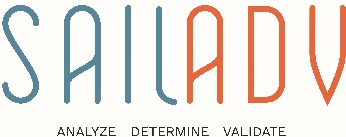 SAILADV
ANALYZE DETERMINE VALIDATE